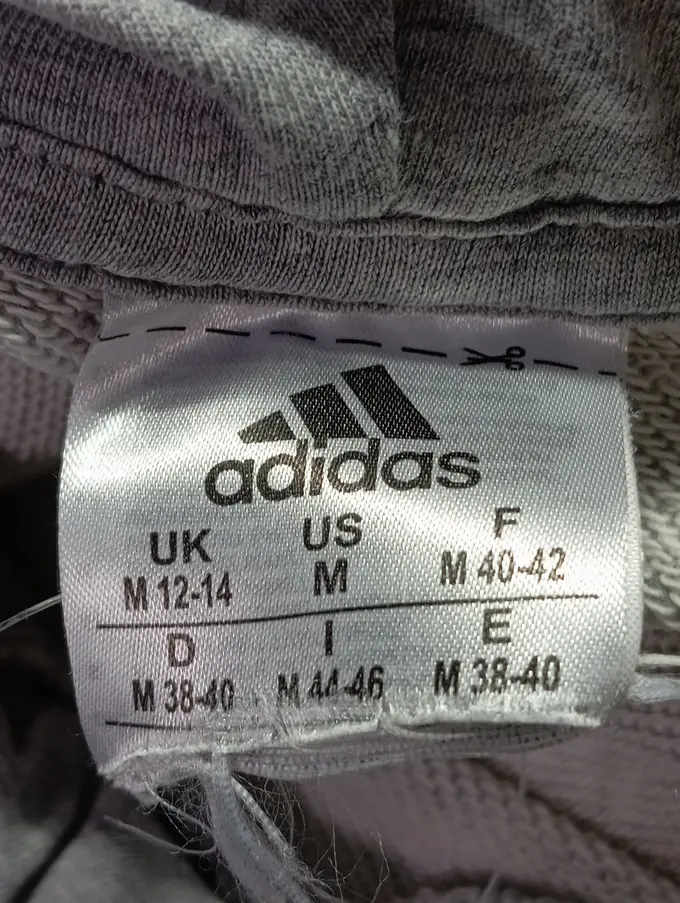 adidas
UK US F
M 12-14 M M 40-42
D I E
M 38-40 M 44-46 M 38-40